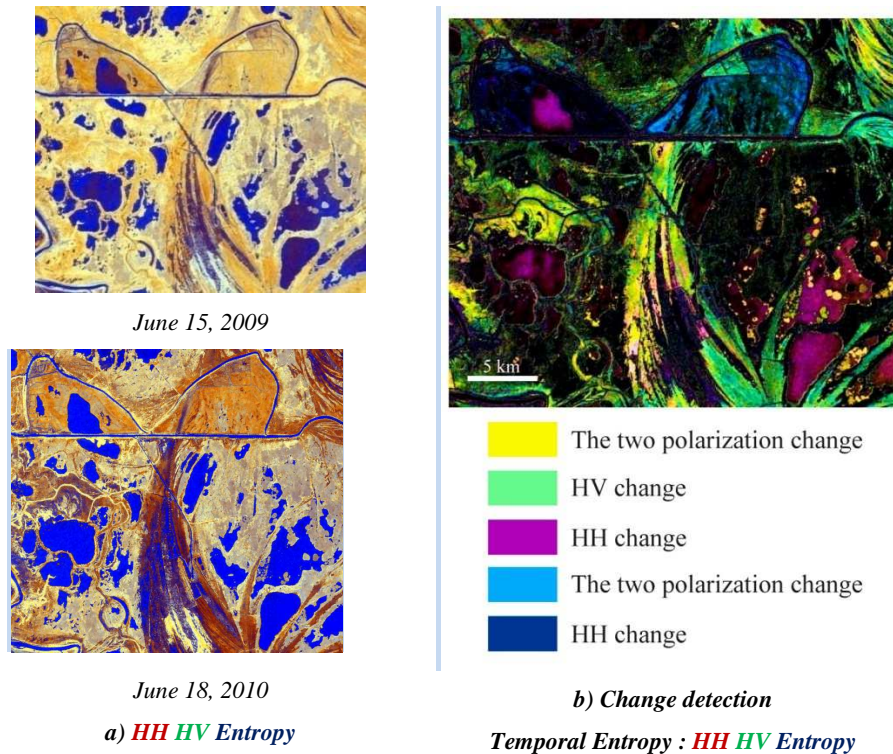 June 15, 2009
June 18, 2010
a) HH HV Entropy
5 km
The two polarization change
HV change
HH change
The two polarization change
HH change
b) Change detection
Temporal Entropy : HH HV Entropy